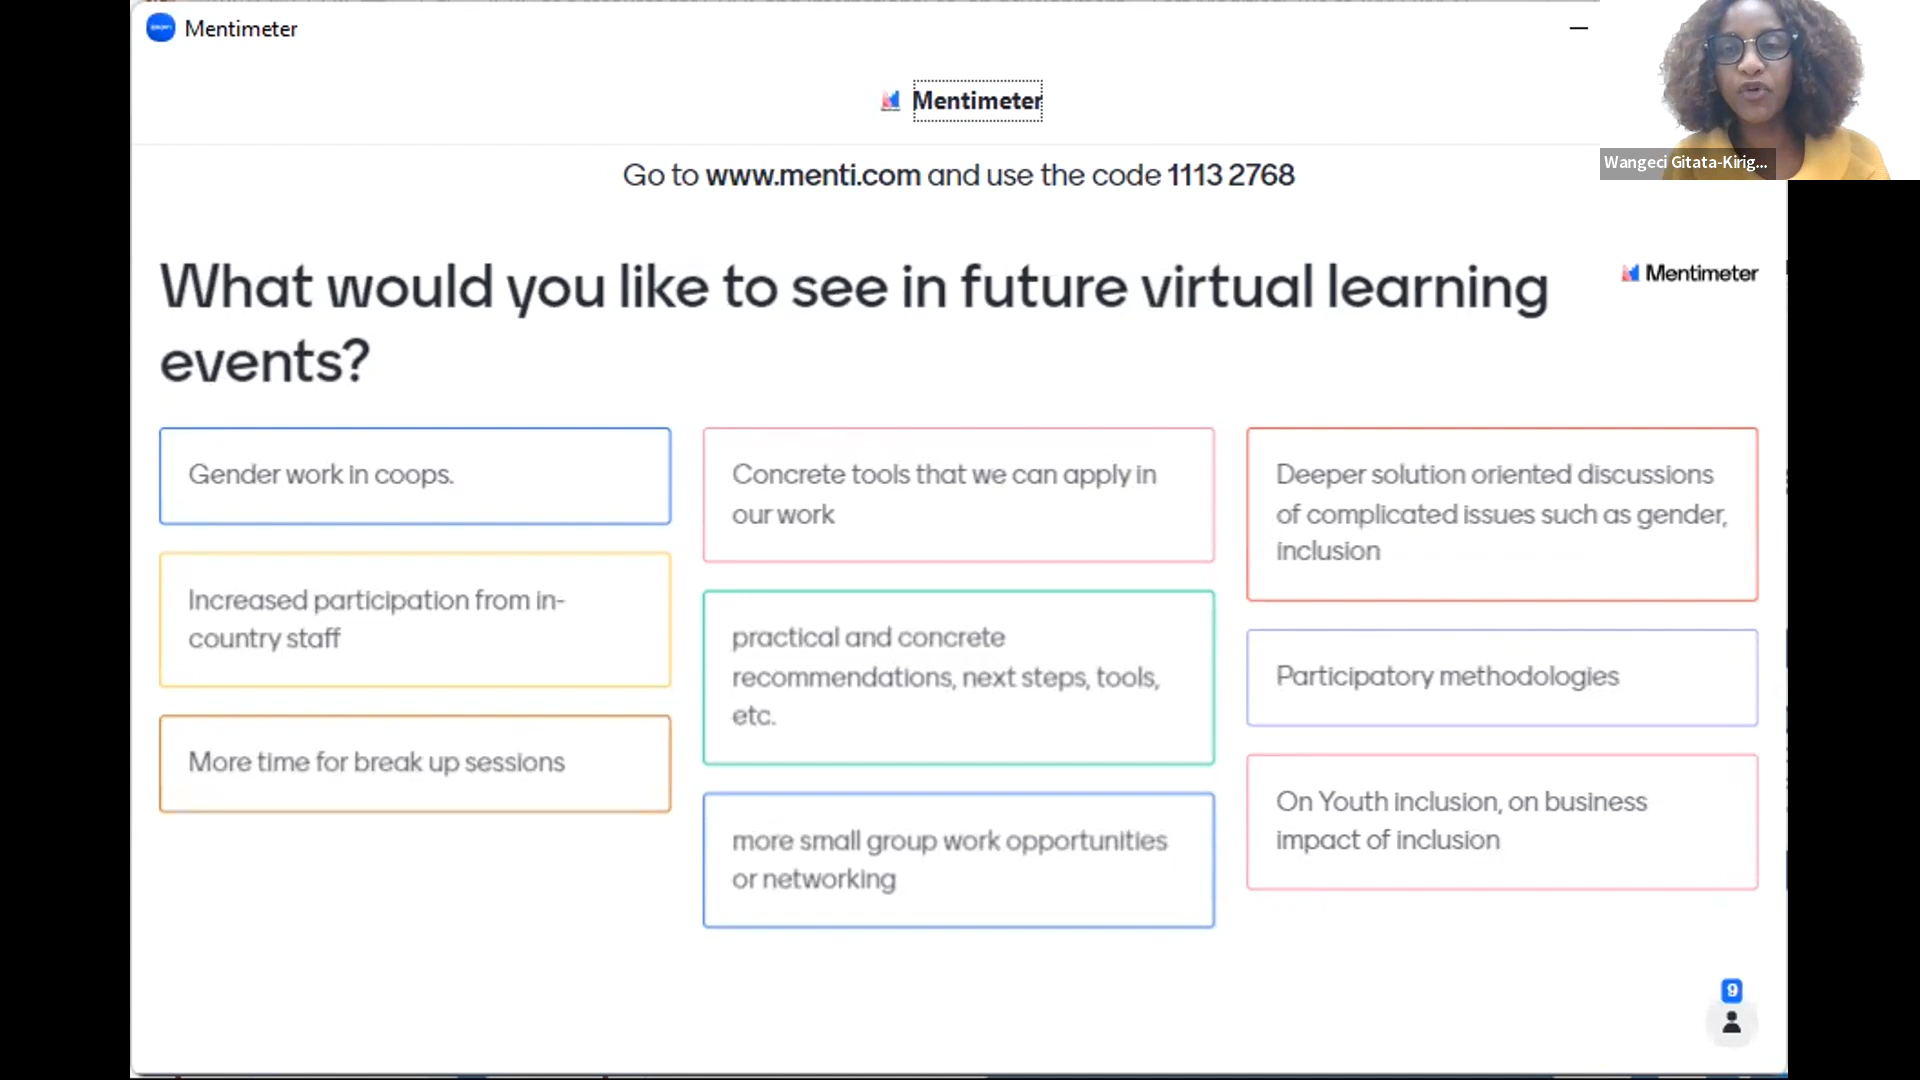 Mentimeter
Mentimeter
Wangeci Gitata-Kirig...
Go to www.menti.com and use the code 1113 2768
What would you like to see in future virtual learning
events?
Mentimeter
Gender work in coops.
Increased participation from in-
country staff
More time for break up sessions
Concrete tools that we can apply in
our work
practical and concrete
recommendations, next steps, tools,
etc.
more small group work opportunities
or networking
Deeper solution oriented discussions
of complicated issues such as gender,
inclusion
Participatory methodologies
On Youth inclusion, on business
impact of inclusion
9